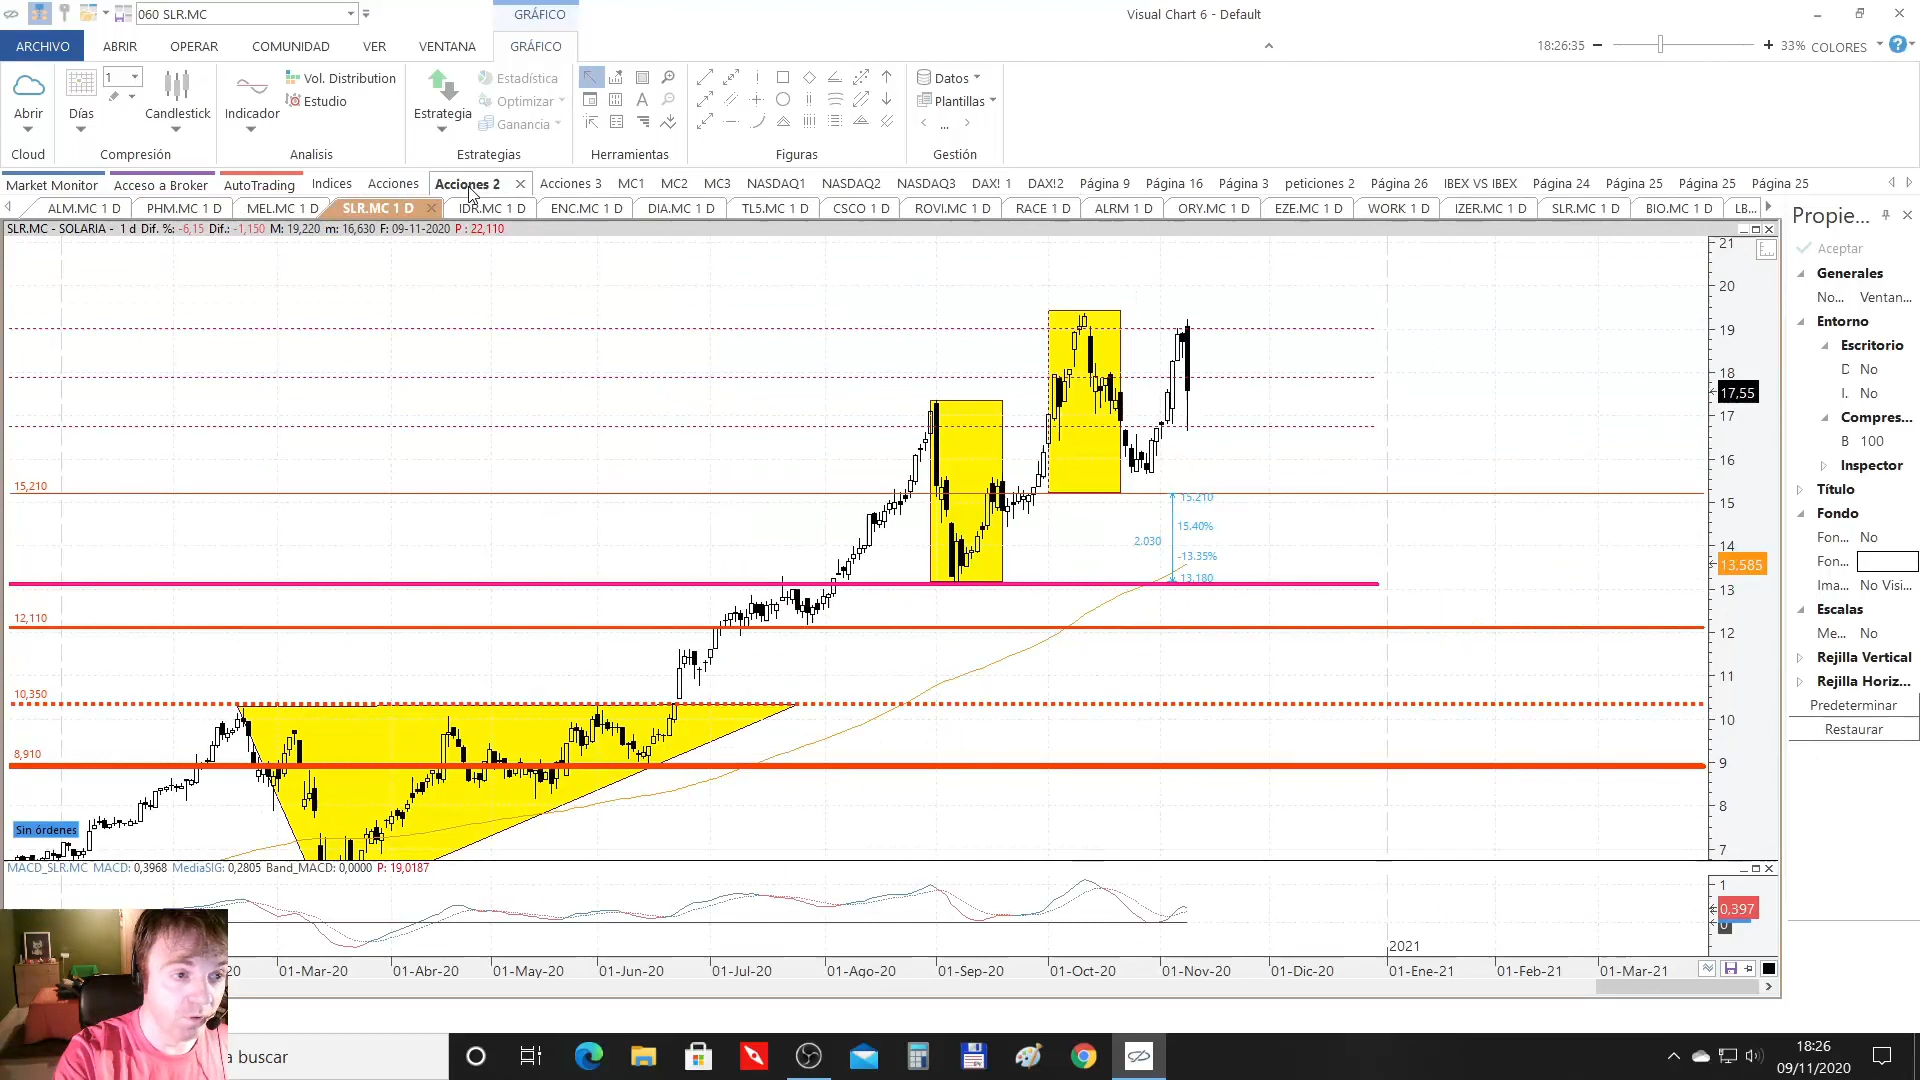 060 SLR.MC
GRÁFICO
Visual Chart 6 - Default
ARCHIVO ABRIR OPERAR COMUNIDAD VER VENTANA GRÁFICO
18:26:35 33% COLORES
1
Abrir Días Candlestick Indicador
Vol. Distribution
Estudio
Estrategia
Estadística
Optimizar
Ganancia
Datos
Plantillas
...
Cloud Compresión Analisis Estrategias Herramientas Figuras Gestión
Market Monitor Acceso a Broker AutoTrading Indices Acciones Acciones 2 Acciones 3 MC1 MC2 MC3 NASDAQ1 NASDAQ2 NASDAQ3 DAX! 1 DAX!2 Página 9 Página 16 Página 3 peticiones 2 Página 26 IBEX VS IBEX Página 24 Página 25 Página 25 Página 25
ALM.MC 1 D PHM.MC 1 D MEL.MC 1 D SLR.MC 1 D IDR.MC 1 D ENC.MC 1 D DIA.MC 1 D TL5.MC 1 D CSCO 1 D ROVI.MC 1 D RACE 1 D ALRM 1 D ORY.MC 1 D EZE.MC 1 D WORK 1 D IZER.MC 1 D SLR.MC 1 D BIO.MC 1 D LB...
SLR.MC - SOLARIA - 1 d Dif. %: -6,15 Dif.: -1,150 M: 19,220 m: 16,630 F: 09-11-2020 P : 22,110
21
20
19
18
17,55
17
16
15
14
13.585
13
12
11
10
9
8
7
15,210
12,110
10,350
8,910
15.210
15.40%
2.030
-13.35%
13.180
Sin órdenes
MACD_SLR.MC MACD: 0,3968 MediaSIG: 0,2805 Band_MACD: 0,0000 P: 19,0187
1
0,397
0
2021
20 01-Mar-20 01-Abr-20 01-May-20 01-Jun-20 01-Jul-20 01-Ago-20 01-Sep-20 01-Oct-20 01-Nov-20 01-Dic-20 01-Ene-21 01-Feb-21 01-Mar-21
Propie...
Aceptar
Generales
No... Ventan...
Entorno
Escritorio
D No
I. No
Compres...
B 100
Inspector
Título
Fondo
Fon... No
Fon...
Ima... No Visi...
Escalas
Me... No
Rejilla Vertical
Rejilla Horiz...
Predeterminar
Restaurar
a buscar
18:26
09/11/2020